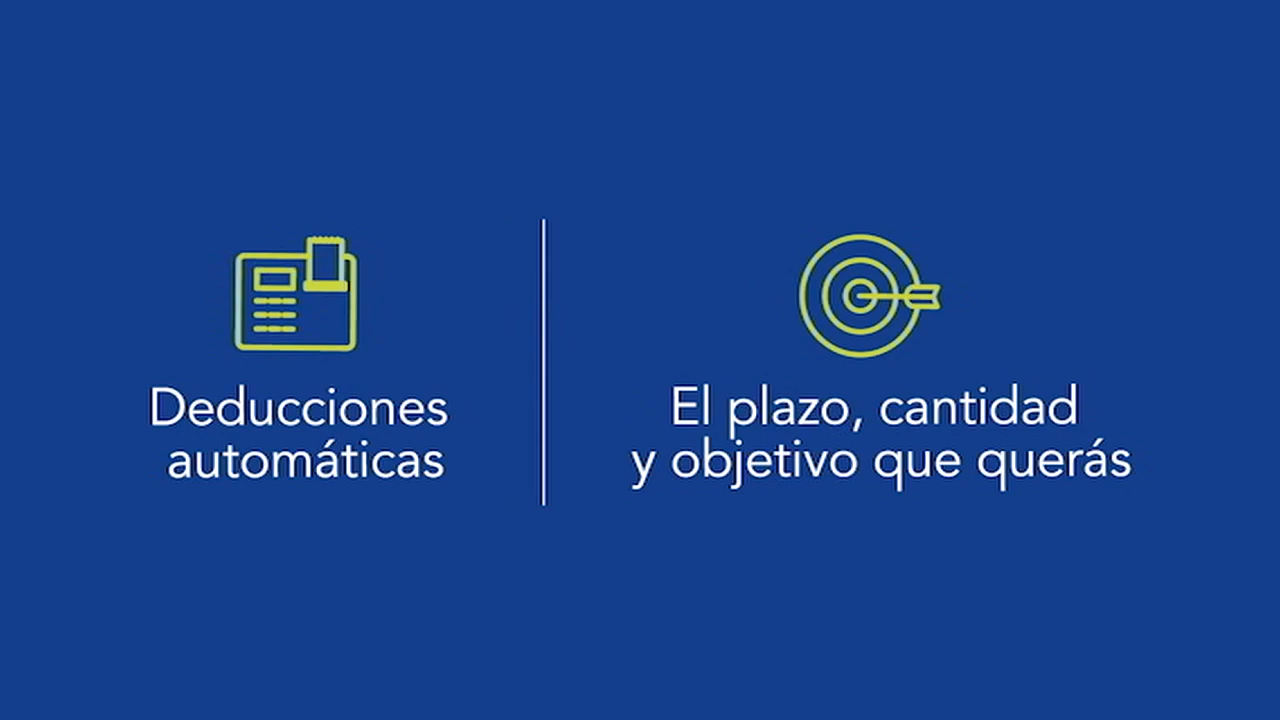 Deducciones
automáticas
El plazo, cantidad
y objetivo que querás